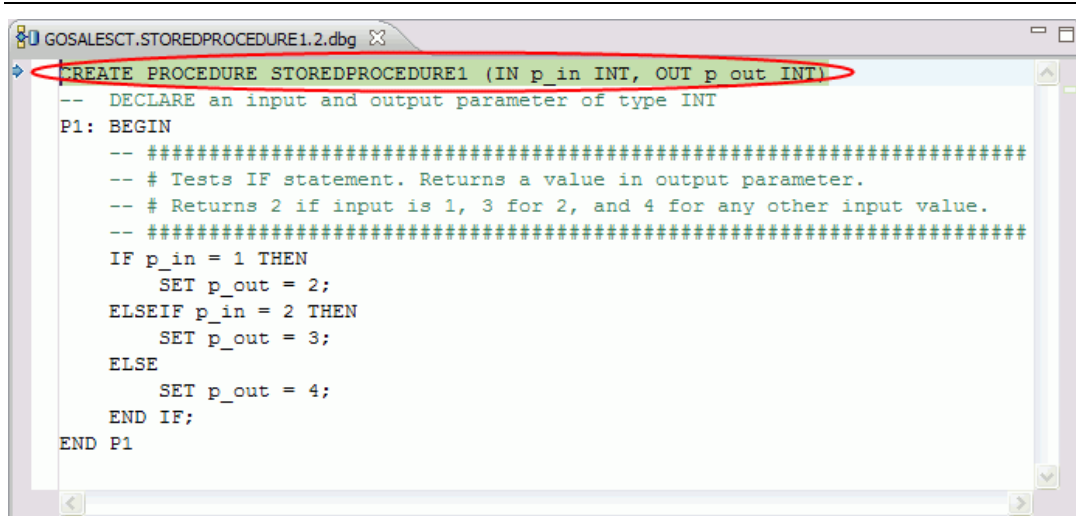 GOSALESCT.STOREDPROCEDURE1.2.dbg
CREATE PROCEDURE STOREDPROCEDURE1 (IN p_in INT, OUT p_out INT)
--  DECLARE an input and output parameter of type INT
P1: BEGIN
    -- #######################################################################
    -- # Tests IF statement. Returns a value in output parameter.
    -- # Returns 2 if input is 1, 3 for 2, and 4 for any other input value.
    -- #######################################################################
    IF p_in = 1 THEN
        SET p_out = 2;
    ELSEIF p_in = 2 THEN
        SET p_out = 3;
    ELSE
        SET p_out = 4;
    END IF;
END P1